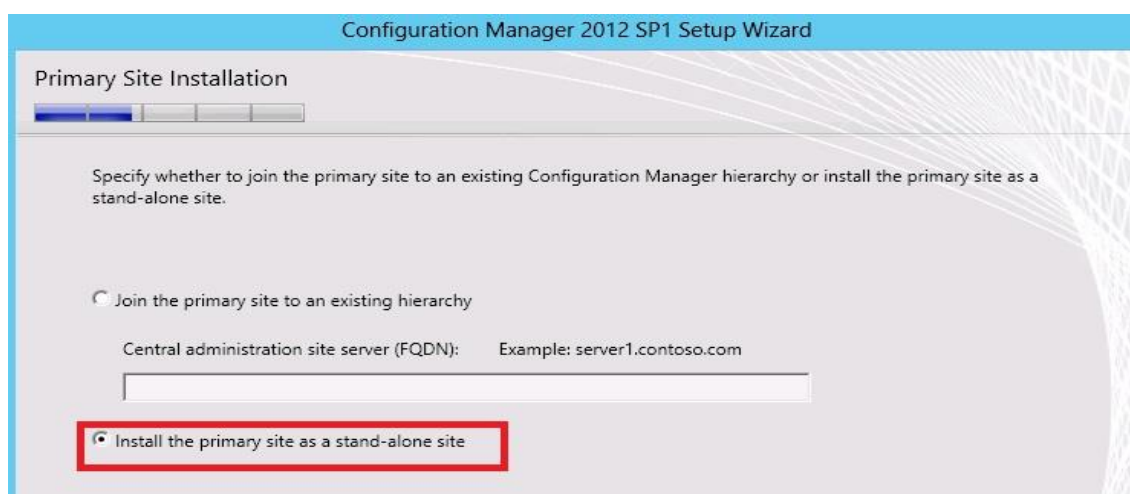 Configuration Manager 2012 SP1 Setup Wizard
Primary Site Installation
Specify whether to join the primary site to an existing Configuration Manager hierarchy or install the primary site as a
stand-alone site.
Join the primary site to an existing hierarchy
Central administration site server (FQDN): Example: server1.contoso.com
Install the primary site as a stand-alone site